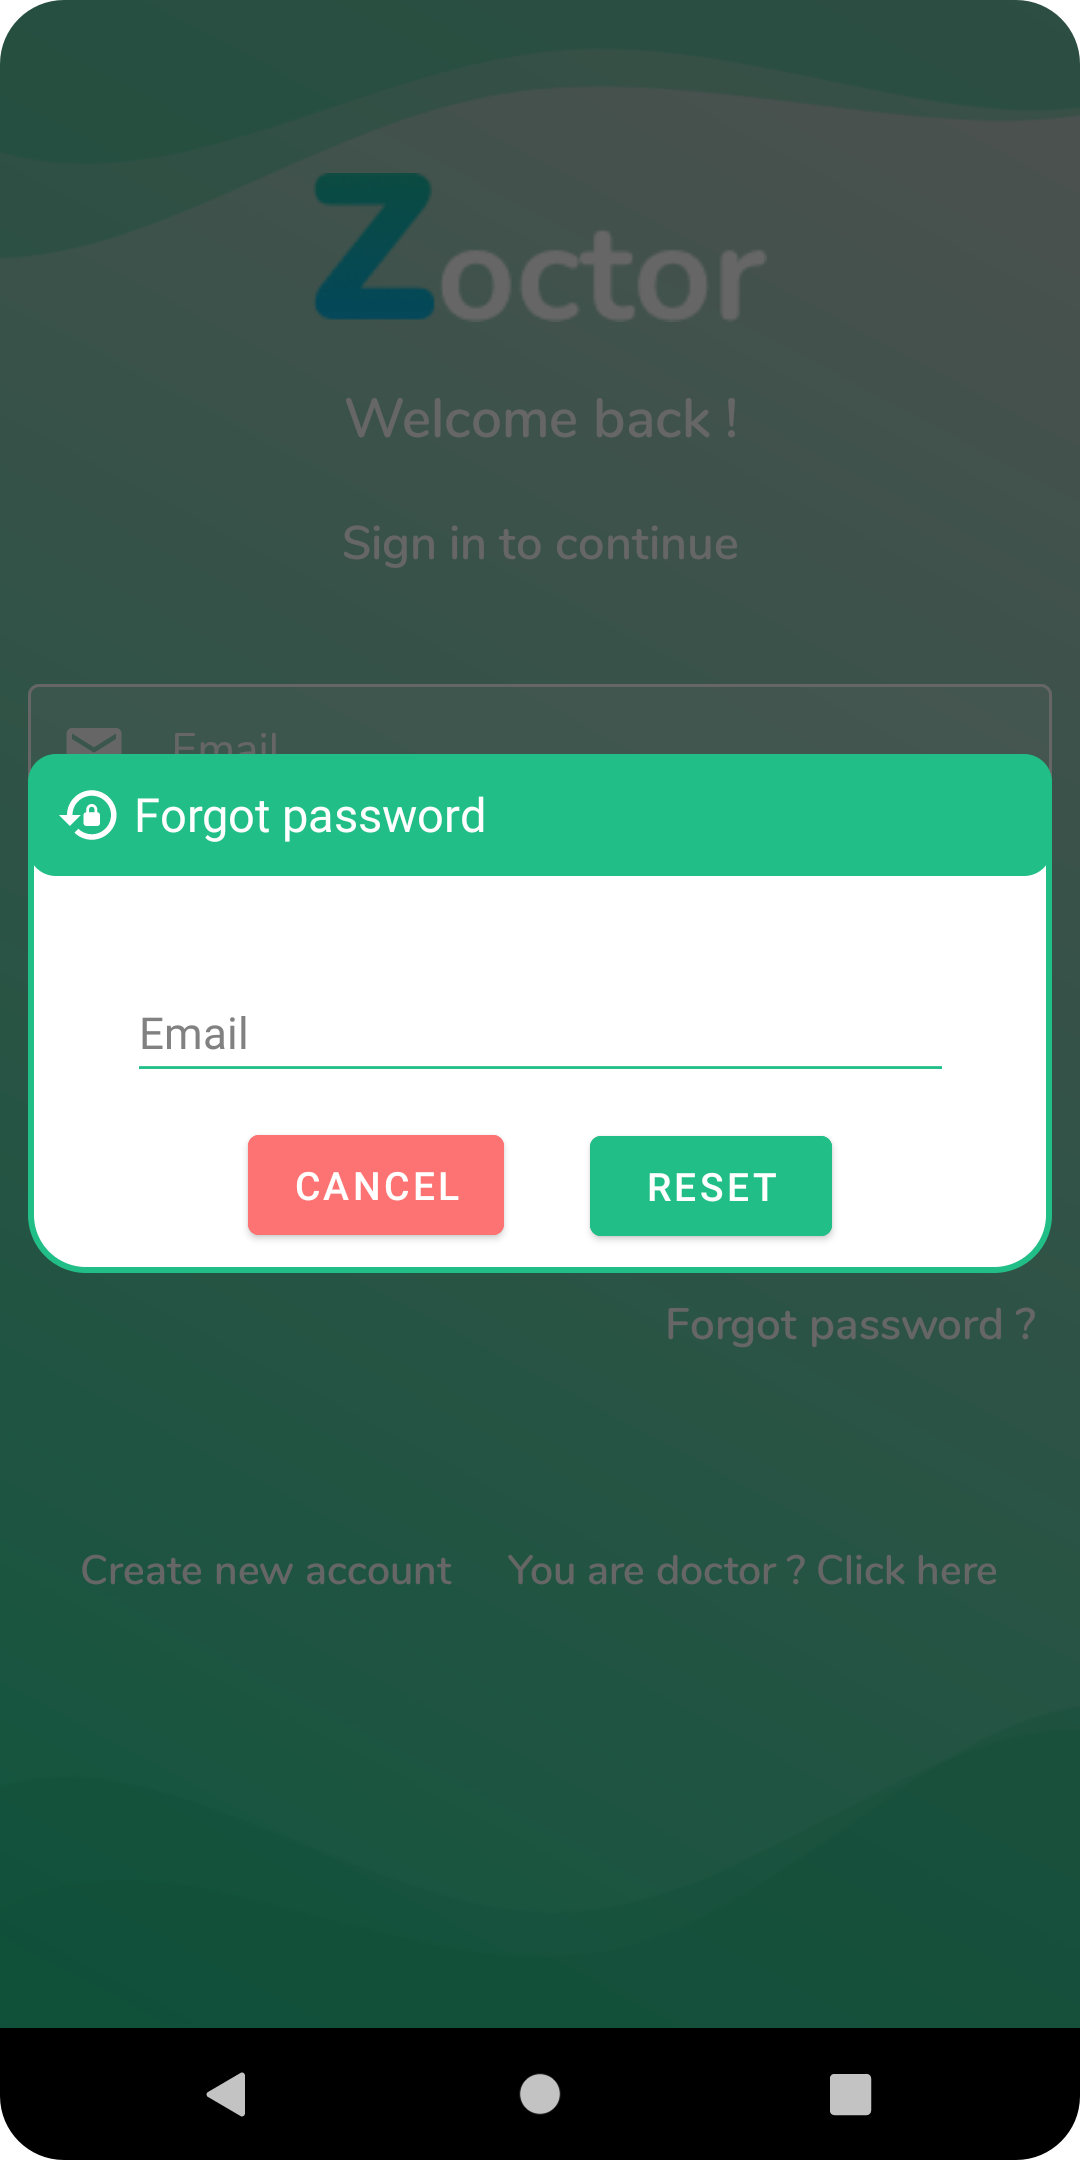 Zoctor
Welcome back !
Sign in to continue
Email
Forgot password
Email
CANCEL
RESET
Forgot password ?
Create new account
You are doctor ? Click here